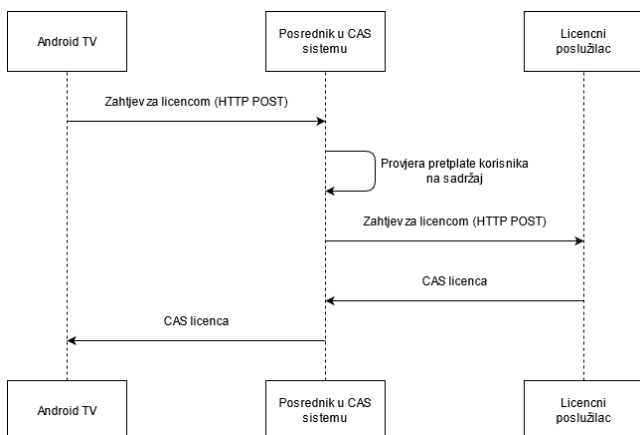 Android TV
Posrednik u CAS
sistemu
Licencni
poslužilac
Zahtjev za licencom (HTTP POST)
Provjera pretplate korisnika
na sadržaj
Zahtjev za licencom (HTTP POST)
CAS licenca
CAS licenca
Android TV
Posrednik u CAS
sistemu
Licencni
poslužilac